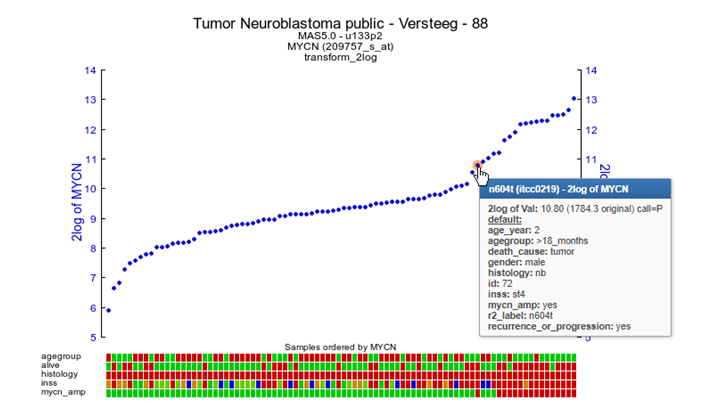 Tumor Neuroblastoma public - Versteeg - 88
MAS5.0 - u133p2
MYCN (209757_s_at)
transform_2log
14
13
12
11
10
9
8
7
6
5
2log of MYCN
14
13
12
11
5
2lo
n604t (itcc0219) - 2log of MYCN
2log of Val: 10.80 (1784.3 original) call=P
default:
age_year: 2
agegroup: >18_months
death_cause: tumor
gender: male
histology: nb
id: 72
inss: st4
mycn_amp: yes
r2_label: n604t
recurrence_or_progression: yes
Samples ordered by MYCN
agegroup
alive
histology
inss
mycn_amp